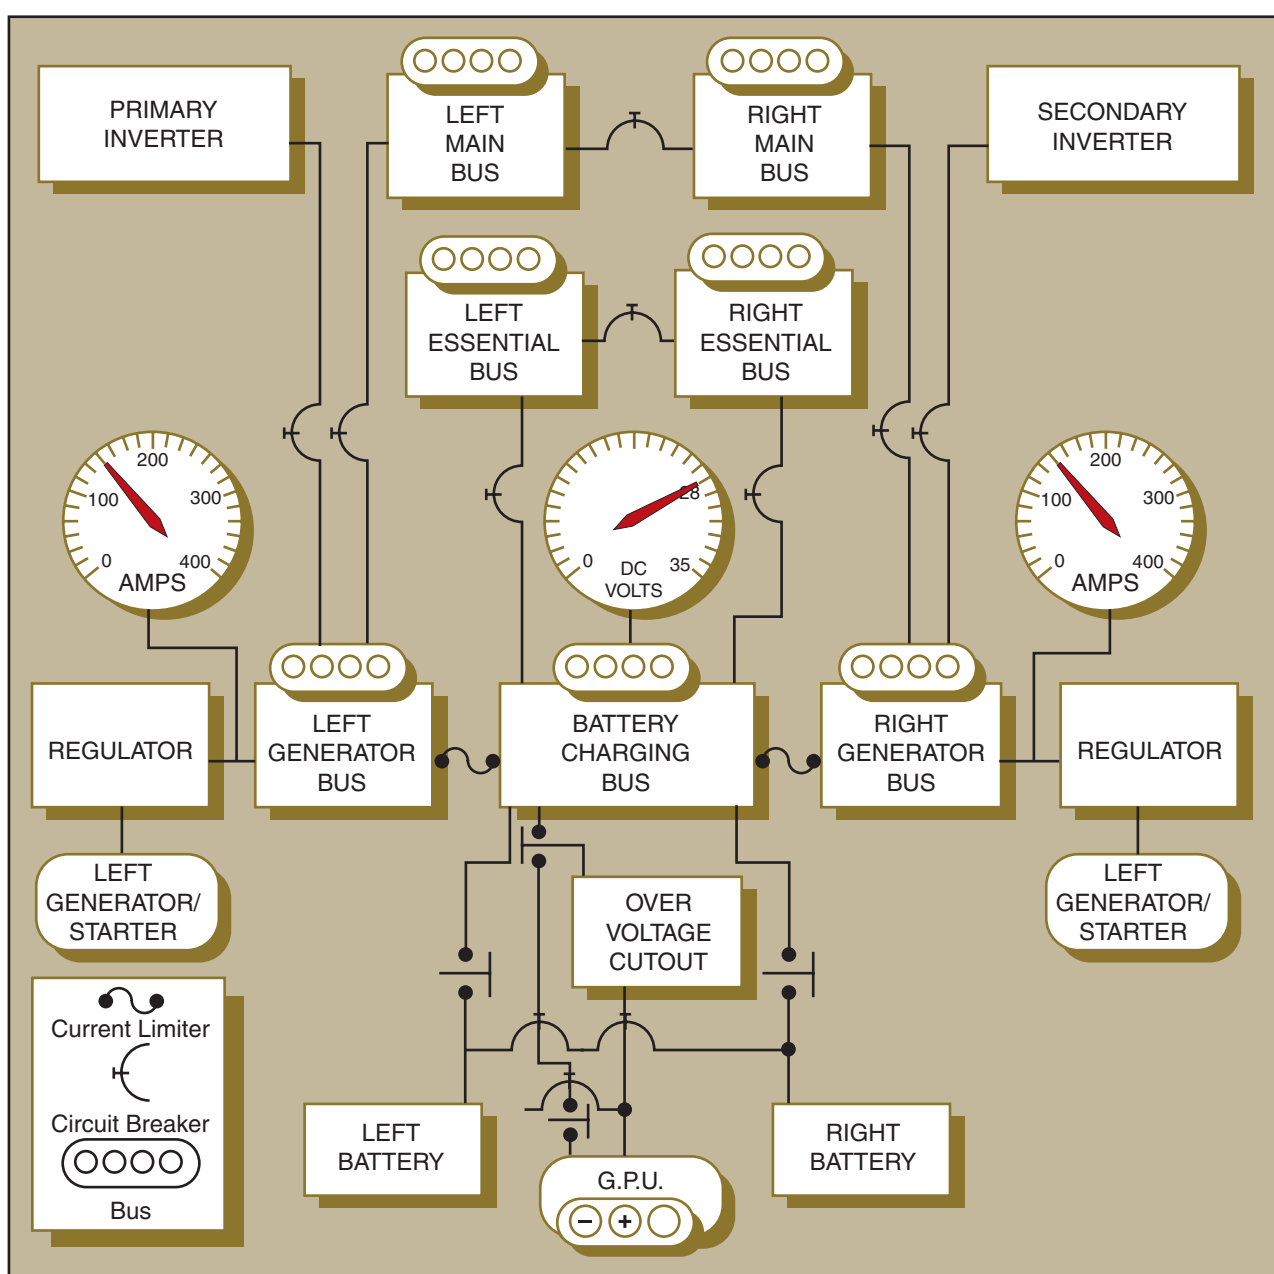 PRIMARY
INVERTER
LEFT
MAIN
BUS
RIGHT
MAIN
BUS
SECONDARY
INVERTER
LEFT
ESSENTIAL
BUS
RIGHT
ESSENTIAL
BUS
0
100
200
300
400
AMPS
0
28
35
DC
VOLTS
0
100
200
300
400
AMPS
REGULATOR
LEFT
GENERATOR
BUS
BATTERY
CHARGING
BUS
RIGHT
GENERATOR
BUS
REGULATOR
LEFT
GENERATOR/
STARTER
OVER
VOLTAGE
CUTOUT
LEFT
GENERATOR/
STARTER
Current Limiter
Circuit Breaker
Bus
LEFT
BATTERY
RIGHT
BATTERY
G.P.U.
− +